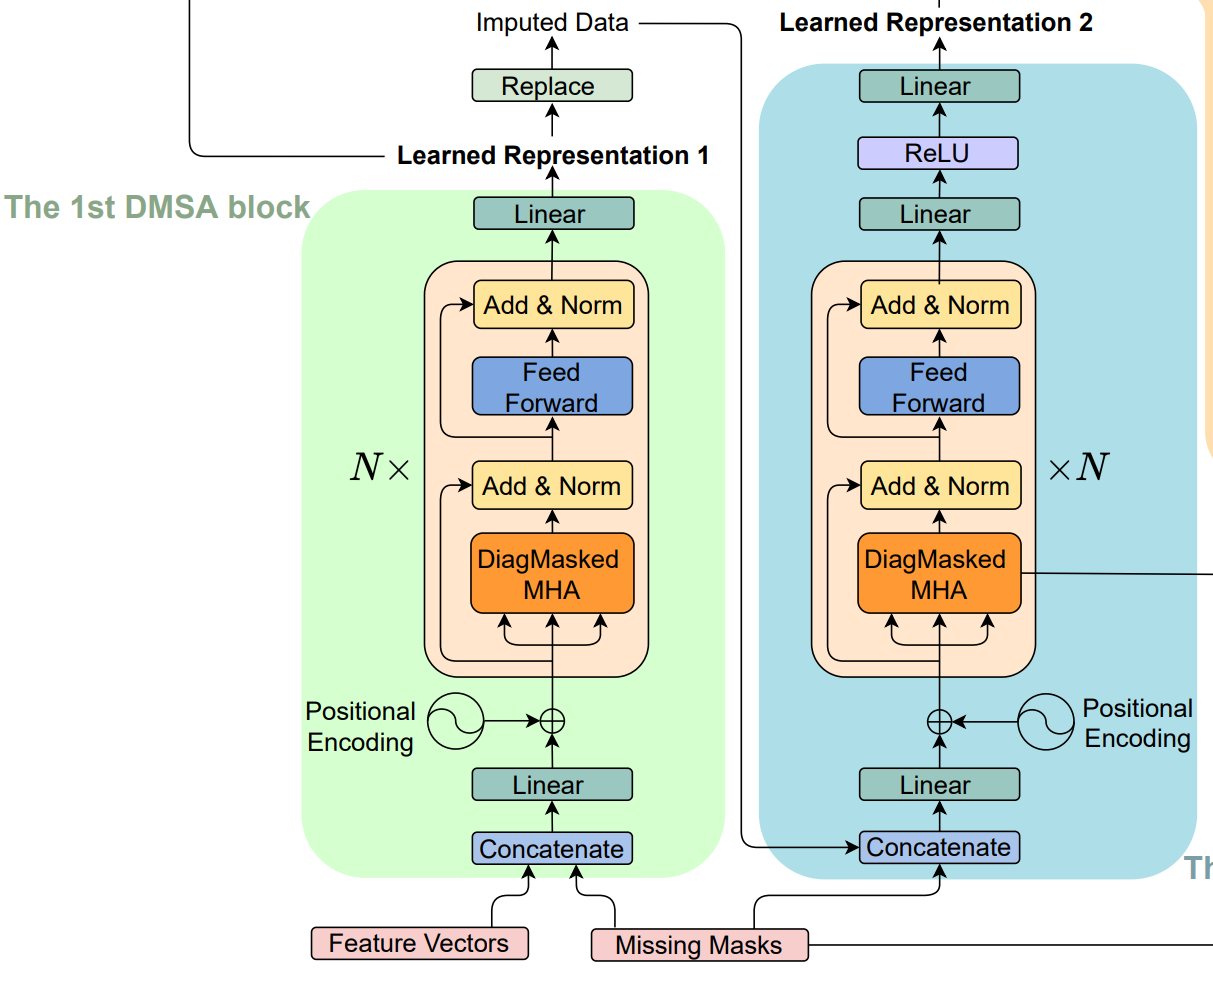 Imputed Data
Learned Representation 2
Replace
Linear
Learned Representation 1
ReLU
The 1st DMSA block
Linear
Linear
Add & Norm
Add & Norm
Feed
Forward
Feed
Forward
N×
×N
Add & Norm
Add & Norm
DiagMasked
MHA
DiagMasked
MHA
Positional
Encoding
Positional
Encoding
Linear
Linear
Concatenate
Concatenate
Th
Feature Vectors
Missing Masks